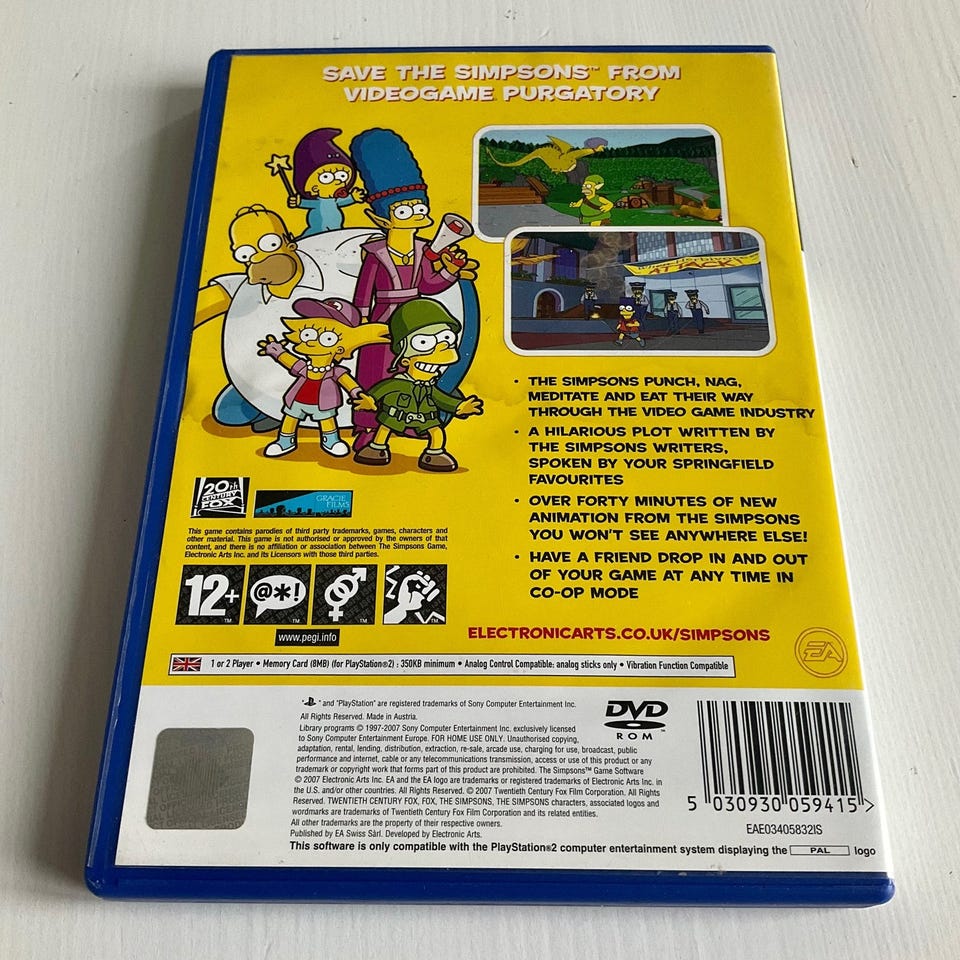 SAVE THE SIMPSONS™ FROM
VIDEOGAME PURGATORY
ATTACK!
• THE SIMPSONS PUNCH, NAG,
MEDITATE AND EAT THEIR WAY
THROUGH THE VIDEO GAME INDUSTRY
• A HILARIOUS PLOT WRITTEN BY
THE SIMPSONS WRITERS,
SPOKEN BY YOUR SPRINGFIELD
FAVOURITES
• OVER FORTY MINUTES OF NEW
ANIMATION FROM THE SIMPSONS
YOU WON'T SEE ANYWHERE ELSE!
• HAVE A FRIEND DROP IN AND OUT
OF YOUR GAME AT ANY TIME IN
CO-OP MODE
20th
CENTURY
FOX
GRACIE
FILMS
This game contains parodies of third party trademarks, games, characters and
other material. This game is not authorised or approved by the owners of that
content, and there is no affiliation or association between The Simpsons Game,
Electronic Arts Inc. and its Licensors with those third parties.
12+™
@*!™
www.pegi.info
ELECTRONICARTS.CO.UK/SIMPSONS
EA
1 or 2 Player • Memory Card (8MB) (for PlayStation®2) : 350KB minimum • Analog Control Compatible: analog sticks only • Vibration Function Compatible
" " and "PlayStation" are registered trademarks of Sony Computer Entertainment Inc.
All Rights Reserved. Made in Austria.
Library programs © 1997-2007 Sony Computer Entertainment Inc. exclusively licensed
to Sony Computer Entertainment Europe. FOR HOME USE ONLY. Unauthorised copying,
adaptation, rental, lending, distribution, extraction, re-sale, arcade use, charging for use, broadcast, public
performance and internet, cable or any telecommunications transmission, access or use of this product or any
trademark or copyright work that forms part of this product are prohibited. The Simpsons™ Game Software
© 2007 Electronic Arts Inc. EA and the EA logo are trademarks or registered trademarks of Electronic Arts Inc. in
the U.S. and/or other countries. All Rights Reserved. © 2007 Twentieth Century Fox Film Corporation. All Rights
Reserved. TWENTIETH CENTURY FOX, FOX, THE SIMPSONS, THE SIMPSONS characters, associated logos and
wordmarks are trademarks of Twentieth Century Fox Film Corporation and its related entities.
All other trademarks are the property of their respective owners.
Published by EA Swiss Sàrl. Developed by Electronic Arts.
This software is only compatible with the PlayStation®2 computer entertainment system displaying the PAL logo
DVD
ROM
5 030930 059415 >
EAE03405832IS